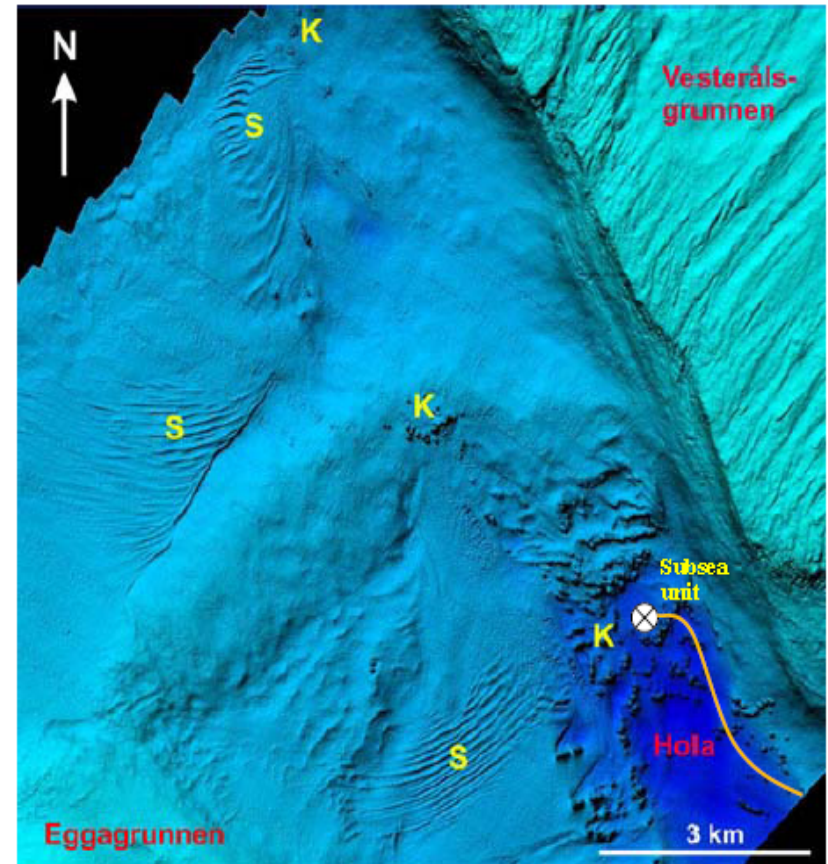 K
N
Vesteråls-
grunnen
S
K
S
Subsea
unit
K
Hola
S
Eggagrunnen
3 km